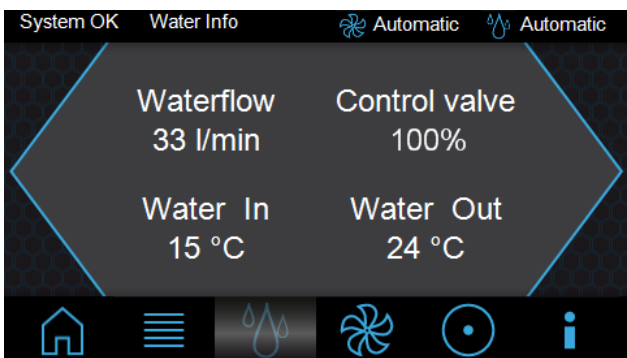 System OK Water Info Automatic Automatic
Waterflow Control valve
33 l/min 100%
Water In Water Out
15 °C 24 °C